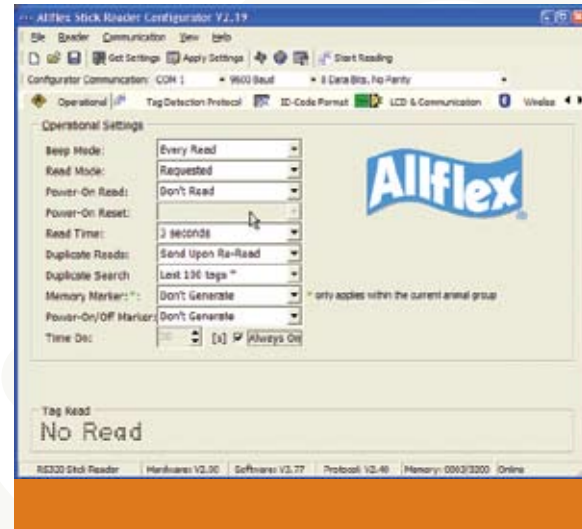 Allflex Stick Reader Configurator V2.19
File Reader Communication View Help
Get Settings Apply Settings Start Reading
Configurator Communication: COM 1 9600 Baud 8 Data Bits, No Parity
Operational Tag Detection Protocol ID-Code Format LCD & Communication Wireless
Operational Settings
Beep Mode: Every Read
Read Mode: Requested
Power-On Read: Don't Read
Power-On Reset:
Read Time: 3 seconds
Duplicate Reads: Send Upon Re-Read
Duplicate Search Last 100 tags *
Memory Marker:*: Don't Generate * only applies within the current animal group
Power-On/Off Marker: Don't Generate
Time On: [s] Always On
Allflex
Tag Read
No Read
RS320 Stick Reader Hardware: V2.00 Software: V3.77 Protocol: V2.40 Memory: 0003/3200 Online